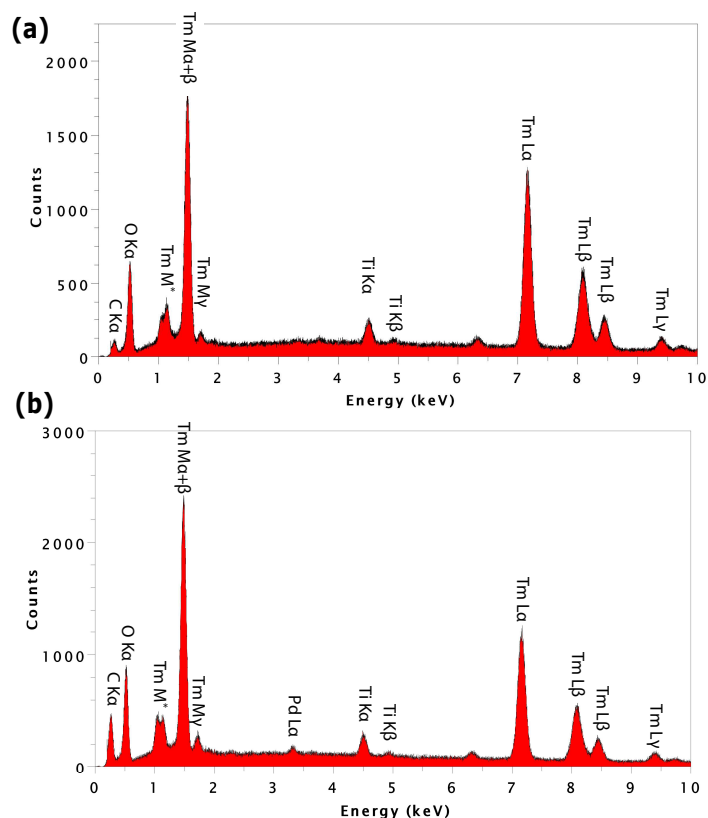 (a)
Tm Mα+β
2000
1500
1000
500
0
Counts
C Kα
O Kα
Tm M*
Tm Mγ
Ti Kα
Ti Kβ
Tm Lα
Tm Lβ
Tm Lβ
Tm Lγ
0 1 2 3 4 5 6 7 8 9 10
Energy (keV)
(b)
3000
2000
1000
0
Counts
C Kα
O Kα
Tm M*
Tm Mα+β
Tm Mγ
Pd Lα
Ti Kα
Ti Kβ
Tm Lα
Tm Lβ
Tm Lβ
Tm Lγ
0 1 2 3 4 5 6 7 8 9 10
Energy (keV)